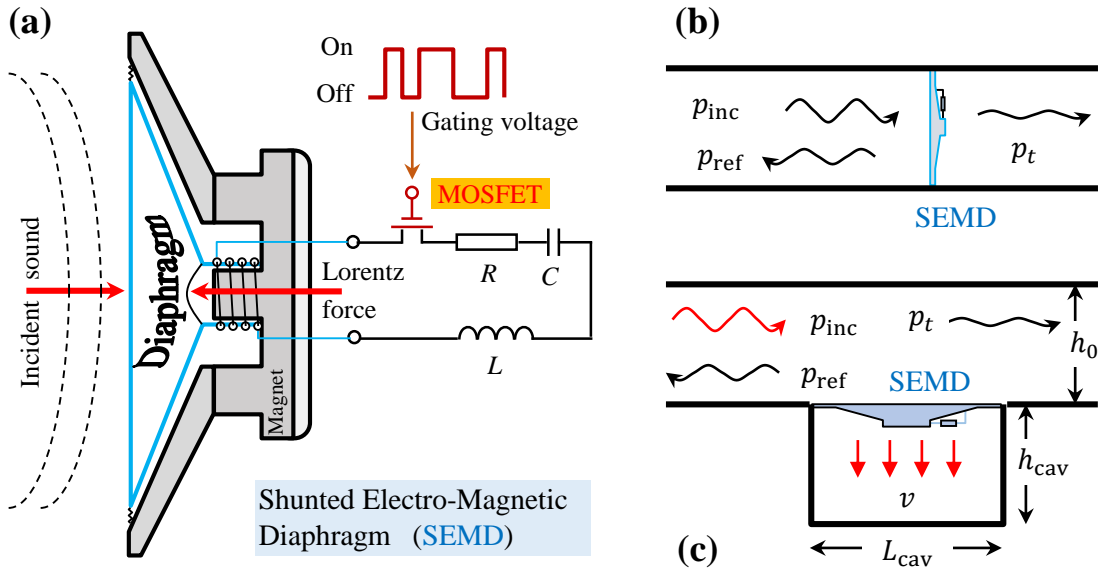 (a)
On
Off
Gating voltage
MOSFET
R
C
L
Incident sound
Diaphragm
Lorentz
force
Magnet
Shunted Electro-Magnetic
Diaphragm (SEMD)
(b)
p_inc
p_ref
p_t
SEMD
p_inc
p_t
p_ref
SEMD
h_0
h_cav
v
L_cav
(c)